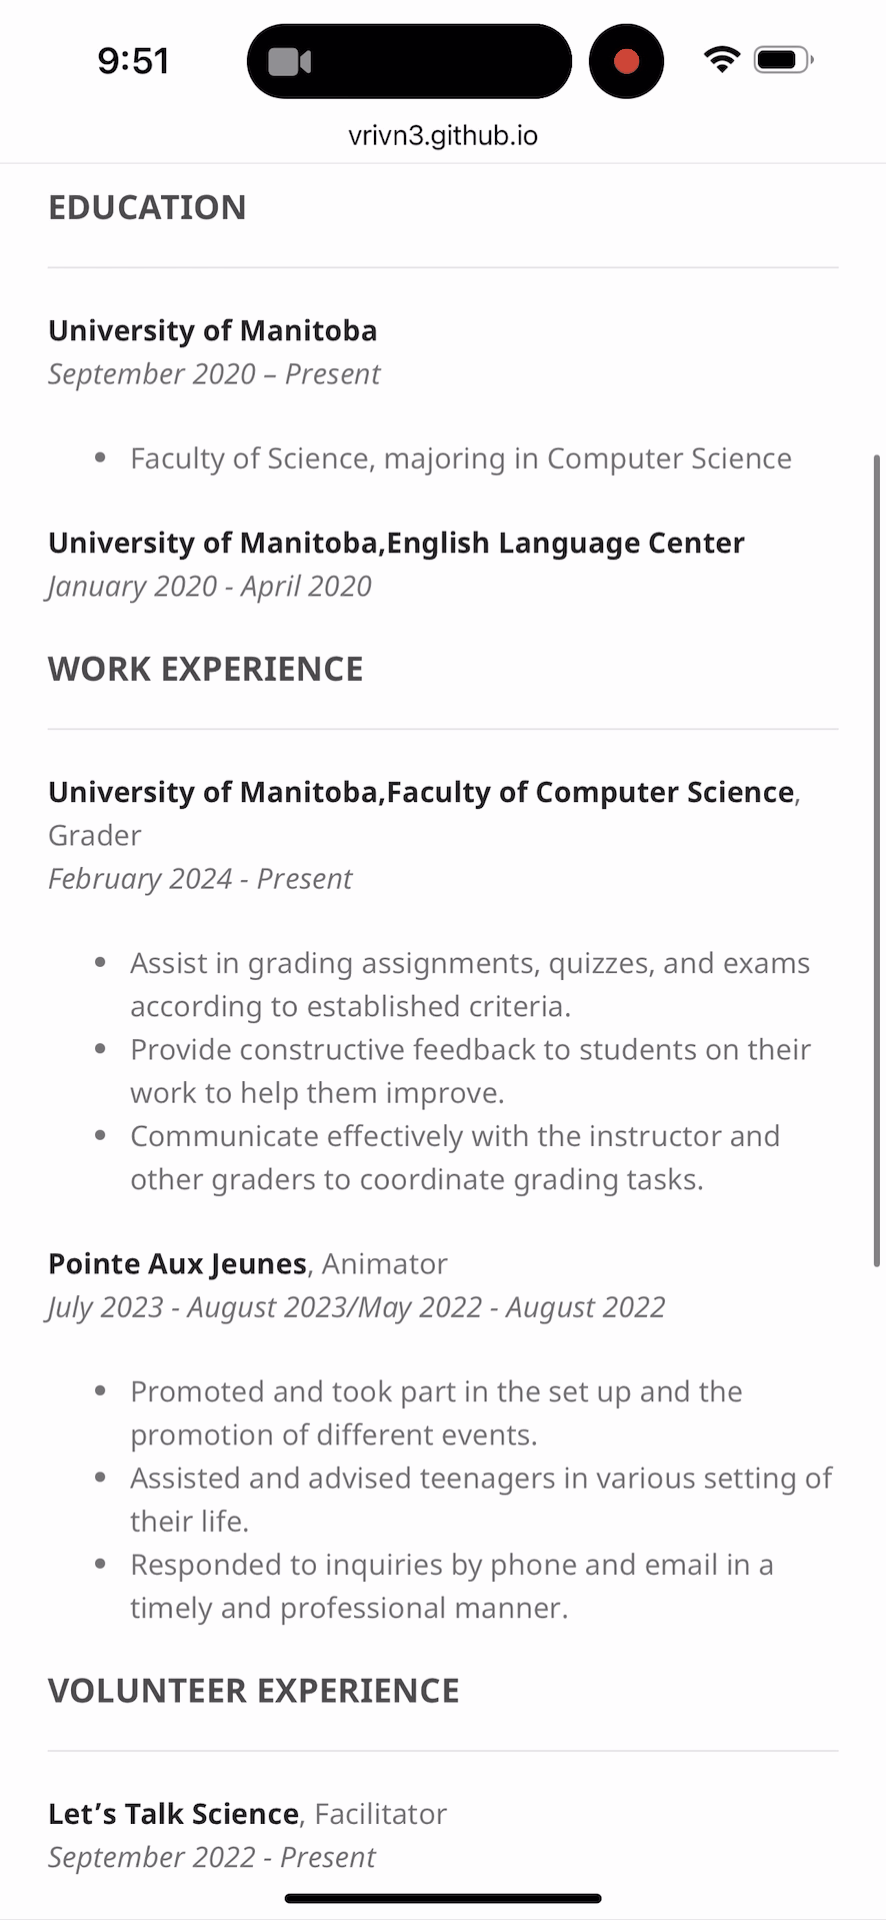 9:51
vrivn3.github.io
EDUCATION
University of Manitoba
September 2020 – Present
• Faculty of Science, majoring in Computer Science
University of Manitoba,English Language Center
January 2020 - April 2020
WORK EXPERIENCE
University of Manitoba,Faculty of Computer Science,
Grader
February 2024 - Present
• Assist in grading assignments, quizzes, and exams
according to established criteria.
• Provide constructive feedback to students on their
work to help them improve.
• Communicate effectively with the instructor and
other graders to coordinate grading tasks.
Pointe Aux Jeunes, Animator
July 2023 - August 2023/May 2022 - August 2022
• Promoted and took part in the set up and the
promotion of different events.
• Assisted and advised teenagers in various setting of
their life.
• Responded to inquiries by phone and email in a
timely and professional manner.
VOLUNTEER EXPERIENCE
Let’s Talk Science, Facilitator
September 2022 - Present